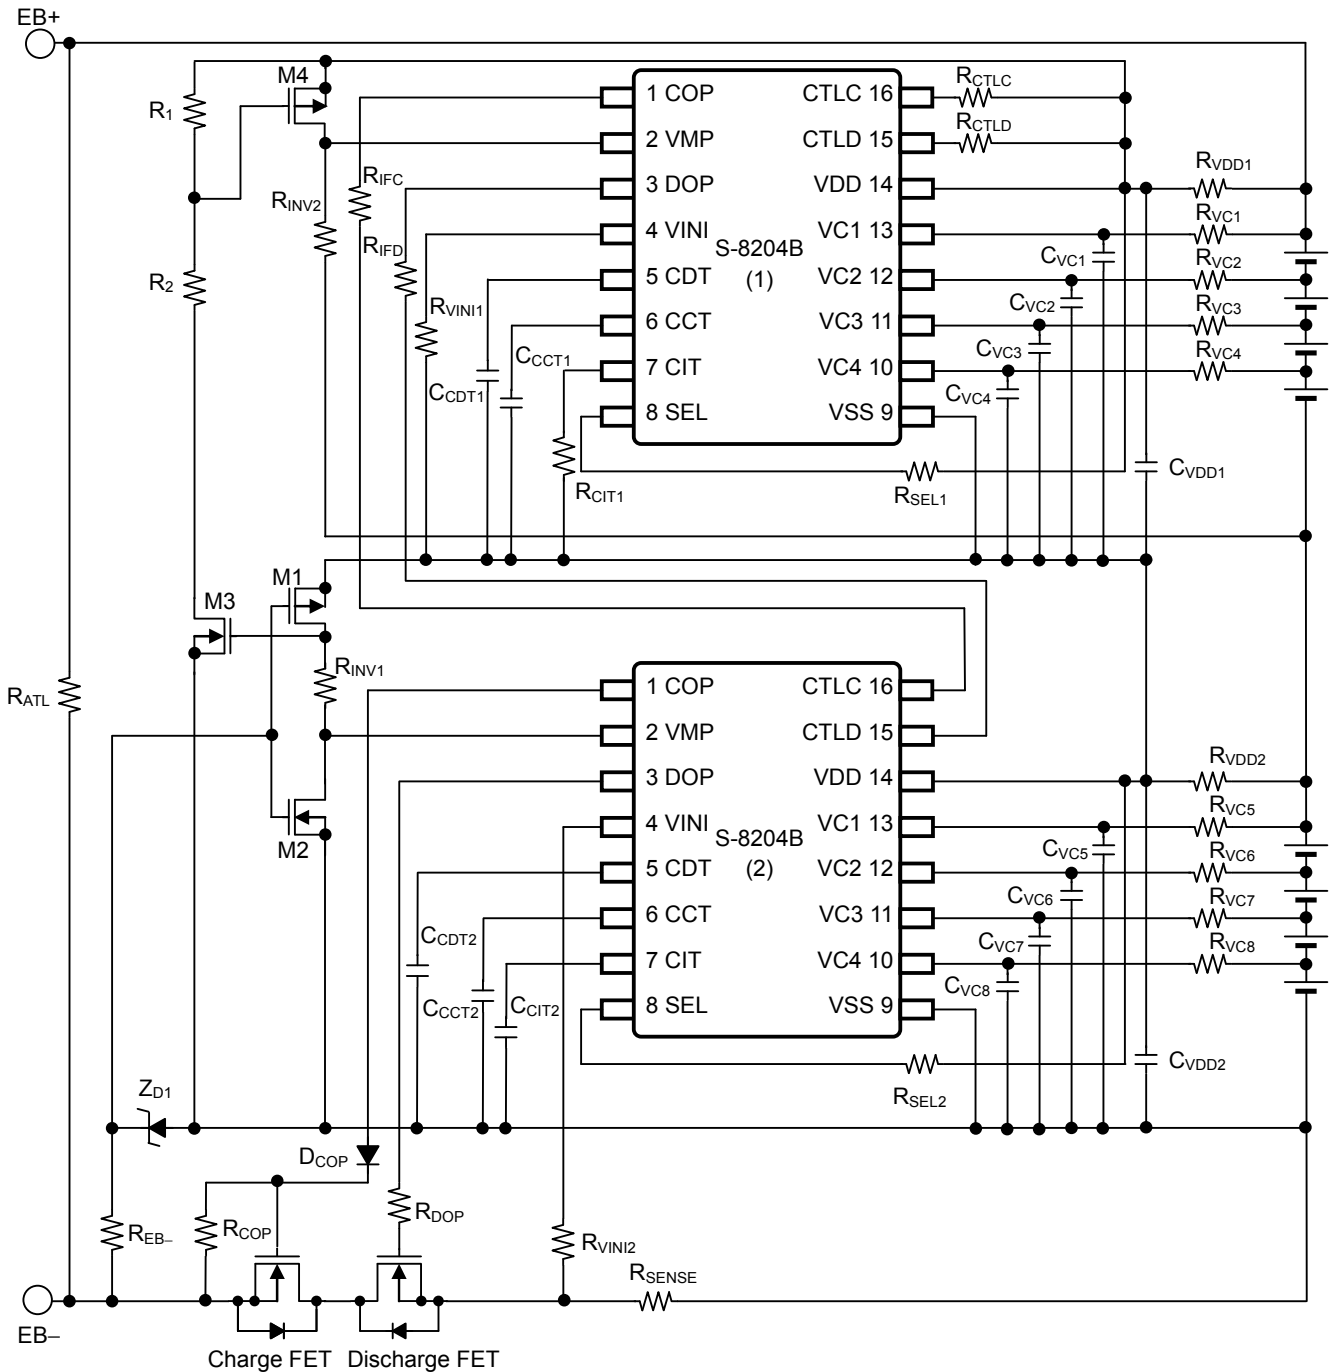 EB+
M4
R1
RINV2
RIFC
RIFD
R2
RVINI1
CCDT1
CCCT1
RCIT1
1 COP
2 VMP
3 DOP
4 VINI
5 CDT
6 CCT
7 CIT
8 SEL
S-8204B
(1)
CTLC 16
CTLD 15
VDD 14
VC1 13
VC2 12
VC3 11
VC4 10
VSS 9
RCTLC
RCTLD
RVDD1
RVC1
RVC2
RVC3
RVC4
CVC1
CVC2
CVC3
CVC4
RSEL1
CVDD1
M1
M3
RINV1
RATL
M2
1 COP
2 VMP
3 DOP
4 VINI
5 CDT
6 CCT
7 CIT
8 SEL
S-8204B
(2)
CTLC 16
CTLD 15
VDD 14
VC1 13
VC2 12
VC3 11
VC4 10
VSS 9
RVDD2
RVC5
RVC6
RVC7
RVC8
CVC5
CVC6
CVC7
CVC8
CCDT2
CCCT2
CCIT2
RSEL2
CVDD2
ZD1
DCOP
REB–
RCOP
RDOP
RVINI2
RSENSE
EB–
Charge FET
Discharge FET